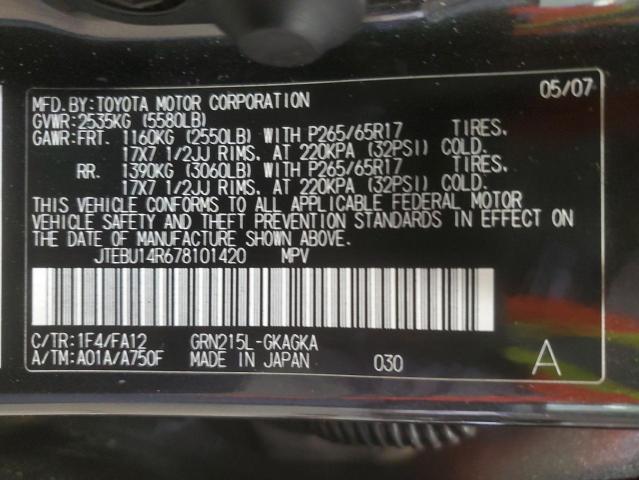 05/07
MFD.BY:TOYOTA MOTOR CORPORATION
GVWR:2535KG (5580LB)
GAWR:FRT. 1160KG (2550LB) WITH P265/65R17 TIRES,
17X7 1/2JJ RIMS, AT 220KPA (32PSI) COLD.
RR. 1390KG (3060LB) WITH P265/65R17 TIRES,
17X7 1/2JJ RIMS, AT 220KPA (32PSI) COLD.
THIS VEHICLE CONFORMS TO ALL APPLICABLE FEDERAL MOTOR
VEHICLE SAFETY AND THEFT PREVENTION STANDARDS IN EFFECT ON
THE DATE OF MANUFACTURE SHOWN ABOVE.
JTEBU14R678101420 MPV
C/TR:1F4/FA12 GRN215L-GKAGKA
A/TM:A01A/A750F MADE IN JAPAN 030 A